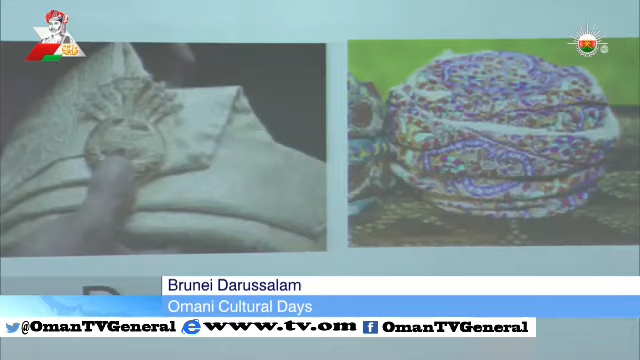 Brunei Darussalam
Omani Cultural Days
@OmanTVGeneral www.tv.om OmanTVGeneral